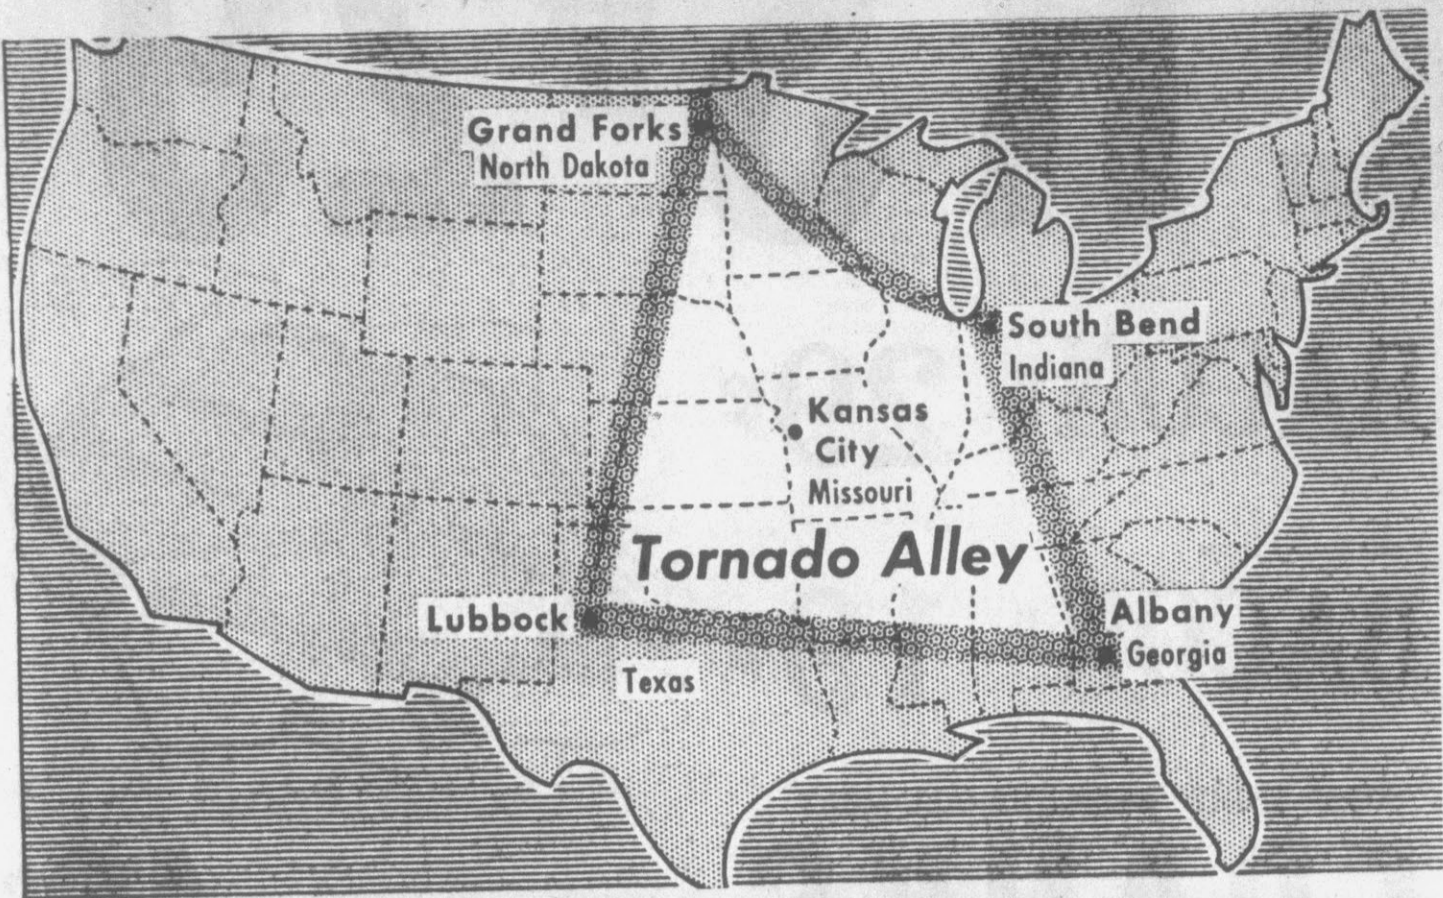 Grand Forks
North Dakota
South Bend
Indiana
Kansas
City
Missouri
Tornado Alley
Lubbock
Texas
Albany
Georgia